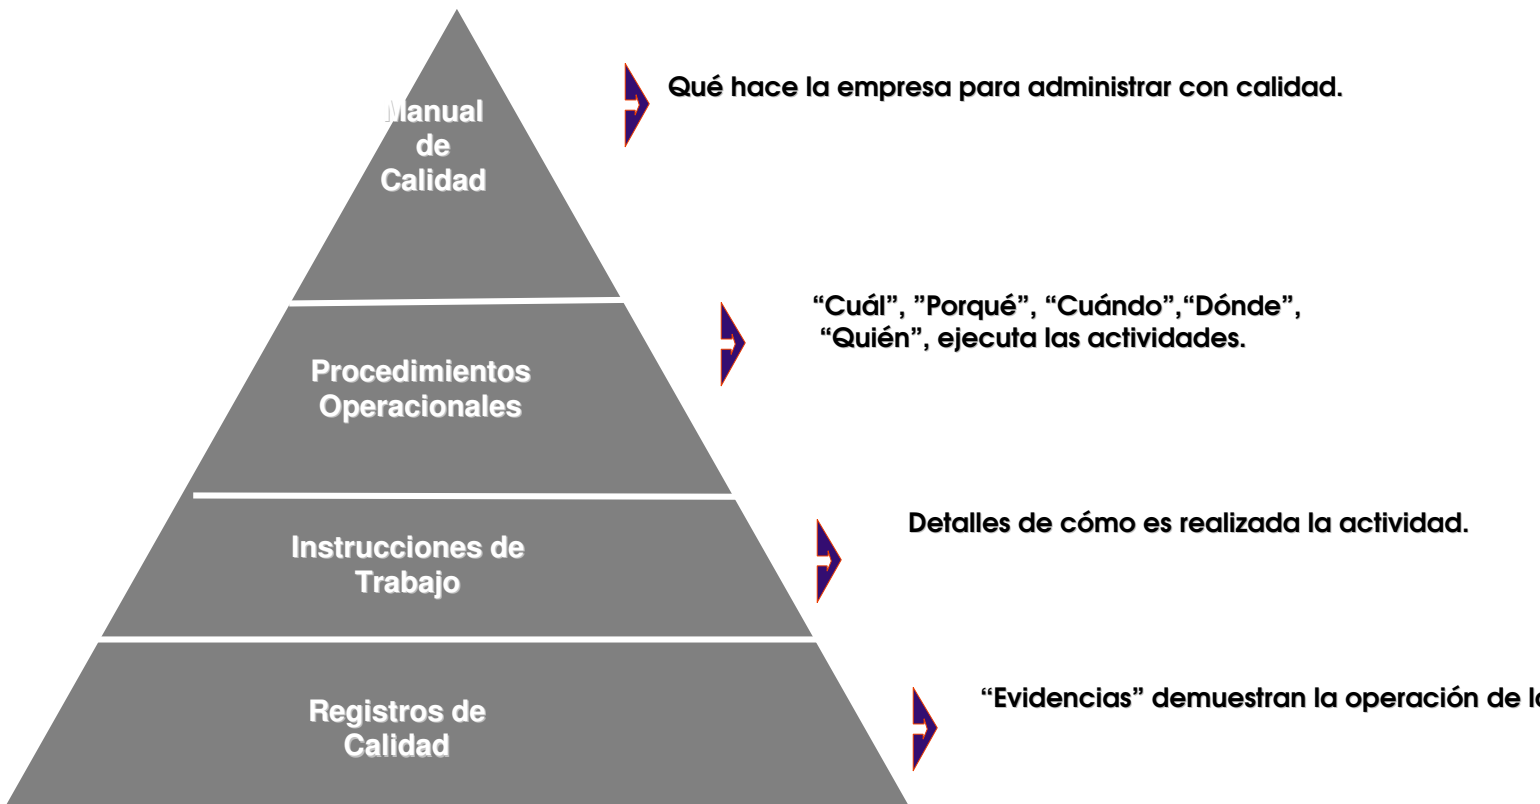 Manual
de
Calidad
Qué hace la empresa para administrar con calidad.
Procedimientos
Operacionales
“Cuál”, ”Porqué”, “Cuándo”,“Dónde”,
“Quién”, ejecuta las actividades.
Instrucciones de
Trabajo
Detalles de cómo es realizada la actividad.
Registros de
Calidad
“Evidencias” demuestran la operación de